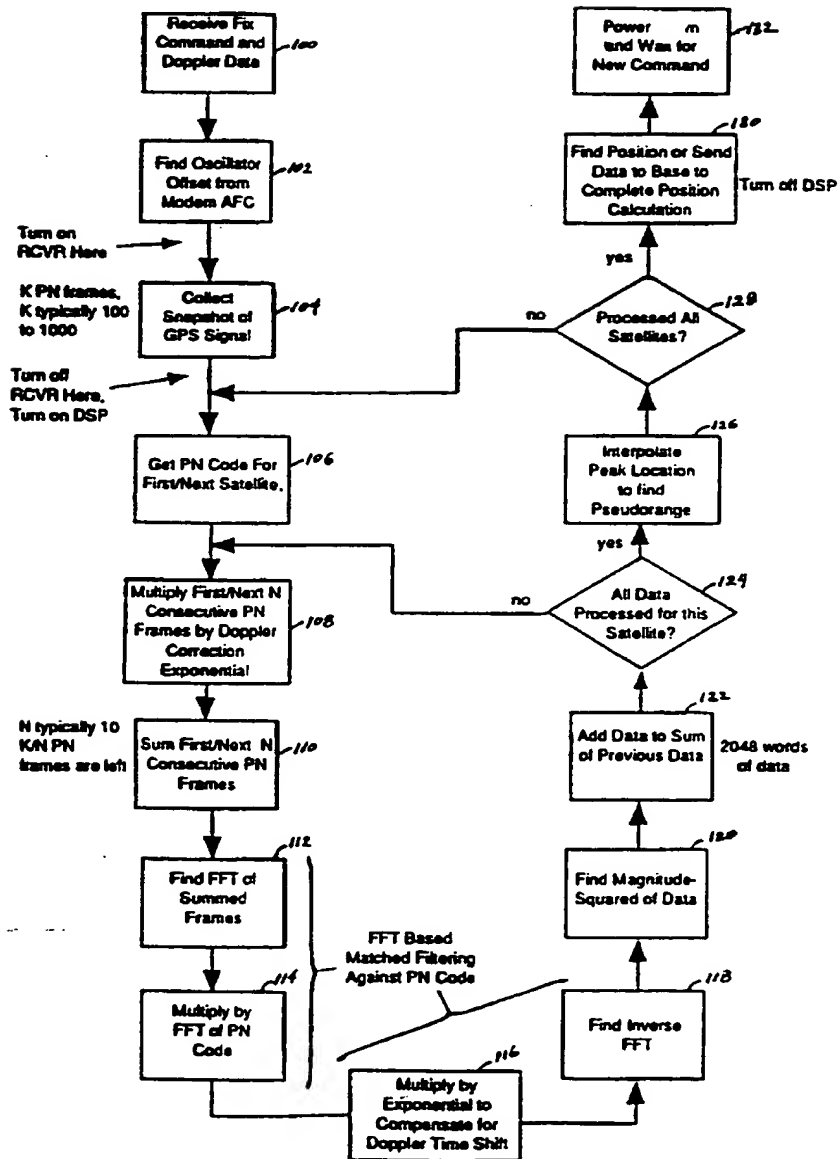 Receive Fix
Command and
Doppler Data
100
Find Oscillator
Offset from
Modem AFC
102
Turn on
RCVR Here
K PN frames,
K typically 100
to 1000
Collect
Snapshot of
GPS Signal
104
Turn off
RCVR Here,
Turn on DSP
Get PN Code For
First/Next Satellite.
106
Multiply First/Next N
Consecutive PN
Frames by Doppler
Correction
Exponential
108
N typically 10
K/N PN
frames are left
Sum First/Next N
Consecutive PN
Frames
110
Find FFT of
Summed
Frames
112
Multiply by
FFT of PN
Code
114
FFT Based
Matched Filtering
Against PN Code
Multiply by
Exponential to
Compensate for
Doppler Time Shift
116
Find Inverse
FFT
118
Find Magnitude-
Squared of Data
120
Add Data to Sum
of Previous Data
122
2048 words
of data
All Data
Processed for this
Satellite?
124
no
yes
Interpolate
Peak Location
to find
Pseudorange
126
Processed All
Satellites?
128
no
yes
Find Position or Send
Data to Base to
Complete Position
Calculation
130
Turn off DSP
Power
and for
New Command
132